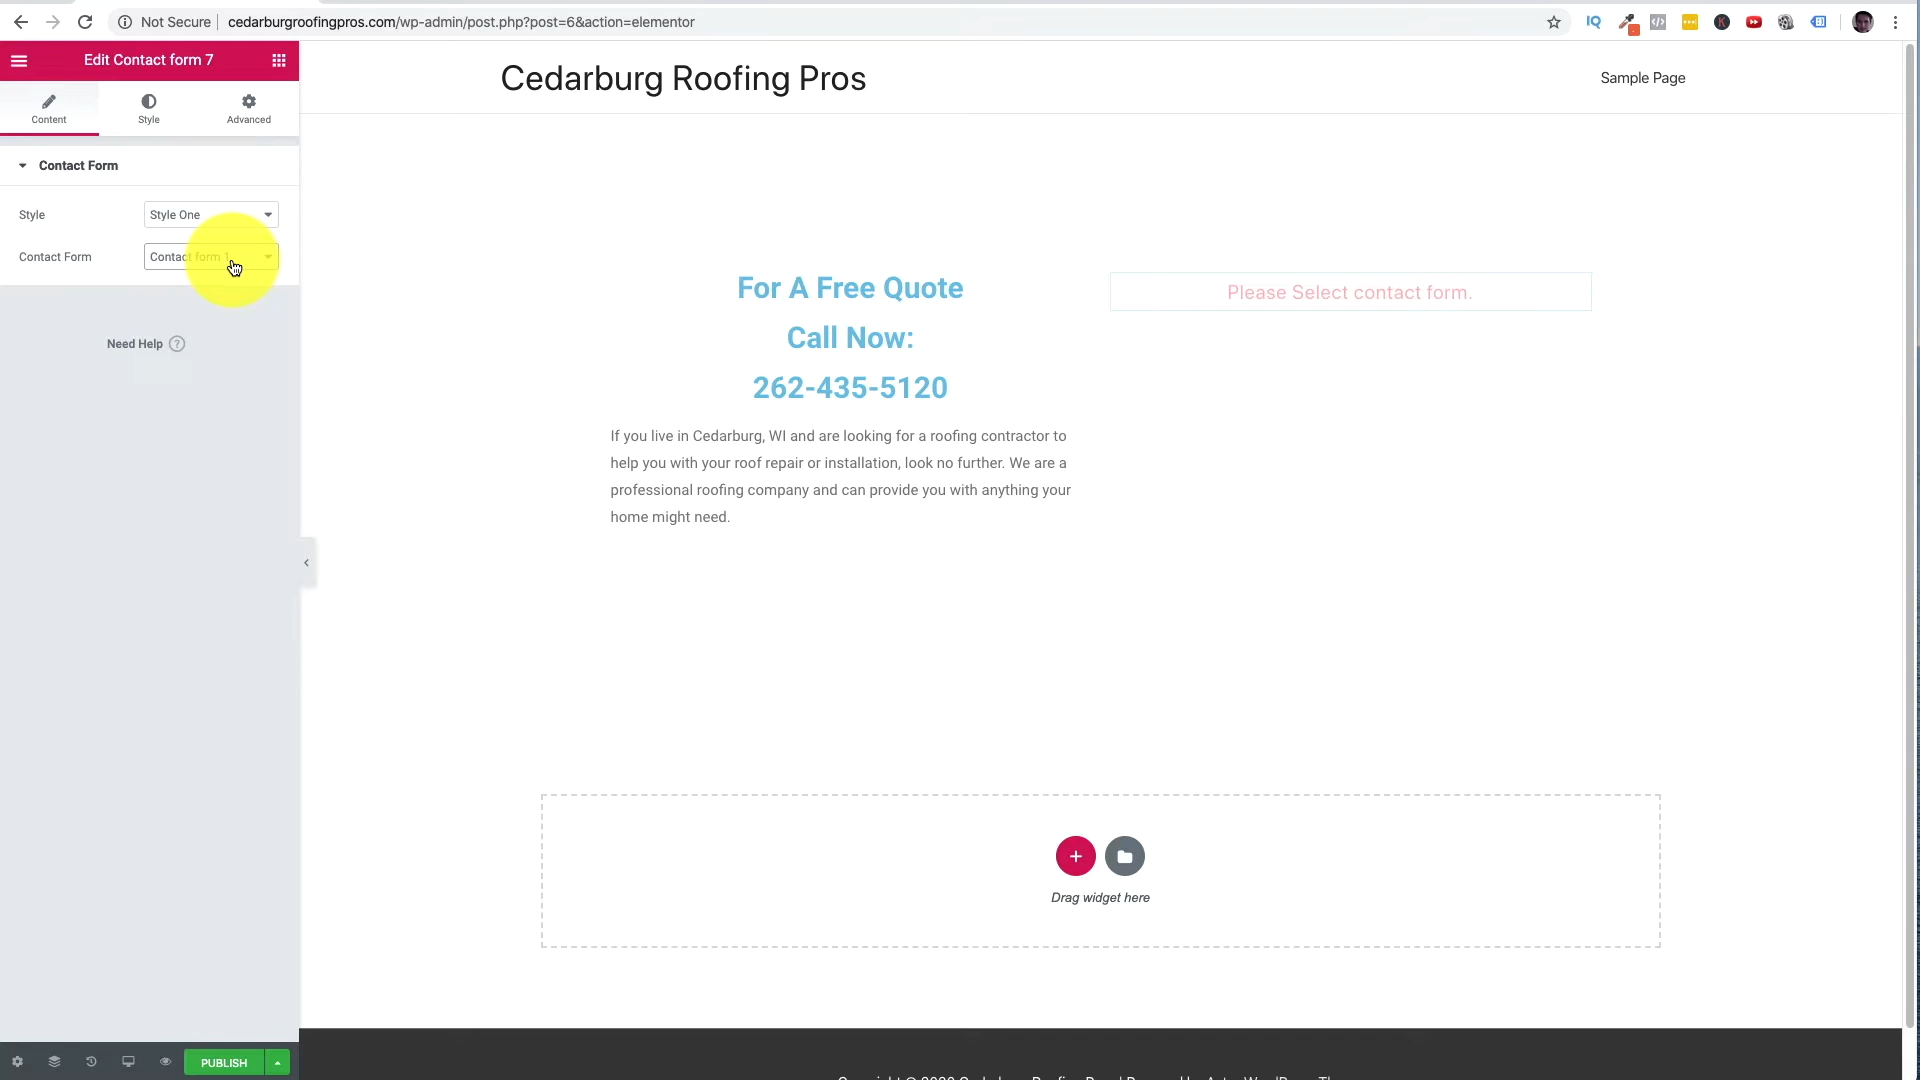 Not Secure
cedarburgroofingpros.com/wp-admin/post.php?post=6&action=elementor
IQ
Edit Contact form 7
Content
Style
Advanced
Contact Form
Style
Style One
Contact Form
Contact form 1
Need Help
?
PUBLISH
Cedarburg Roofing Pros
Sample Page
For A Free Quote
Call Now:
262-435-5120
If you live in Cedarburg, WI and are looking for a roofing contractor to
help you with your roof repair or installation, look no further. We are a
professional roofing company and can provide you with anything your
home might need.
Please Select contact form.
Drag widget here